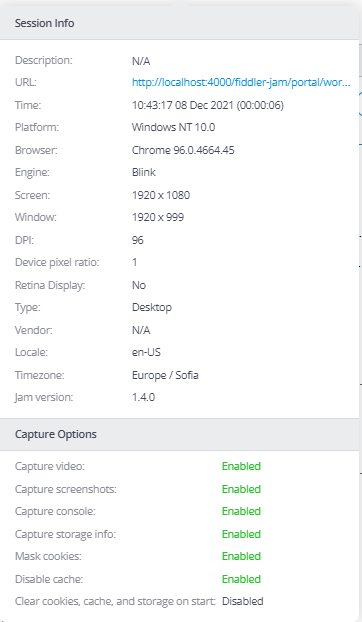 Session Info
Description: N/A
URL: http://localhost:4000/fiddler-jam/portal/wor...
Time: 10:43:17 08 Dec 2021 (00:00:06)
Platform: Windows NT 10.0
Browser: Chrome 96.0.4664.45
Engine: Blink
Screen: 1920 x 1080
Window: 1920 x 999
DPI: 96
Device pixel ratio: 1
Retina Display: No
Type: Desktop
Vendor: N/A
Locale: en-US
Timezone: Europe / Sofia
Jam version: 1.4.0
Capture Options
Capture video: Enabled
Capture screenshots: Enabled
Capture console: Enabled
Capture storage info: Enabled
Mask cookies: Enabled
Disable cache: Enabled
Clear cookies, cache, and storage on start: Disabled